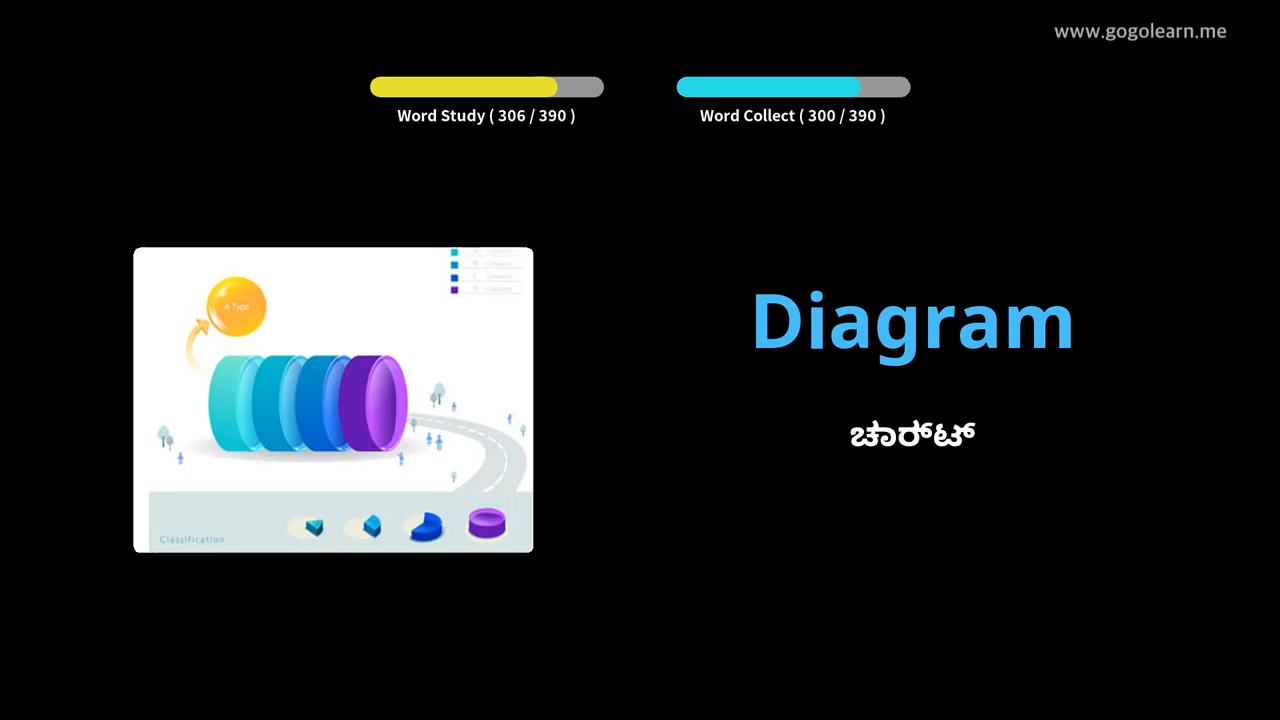 www.gogolearn.me
Word Study ( 306 / 390 )
Word Collect ( 300 / 390 )
A Type
B
C
Diagram
ಚಾರ್ಟ್
Classification